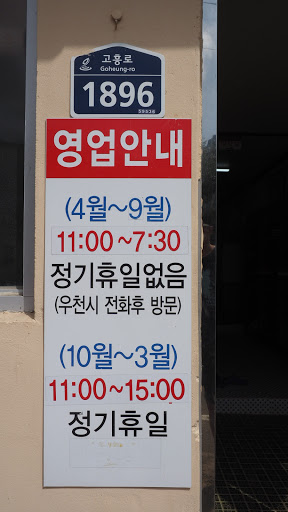 고흥로
Goheung-ro
1896
영업안내
(4월~9월)
11:00~7:30
정기휴일없음
(우천시 전화후 방문)
(10월~3월)
11:00~15:00
정기휴일